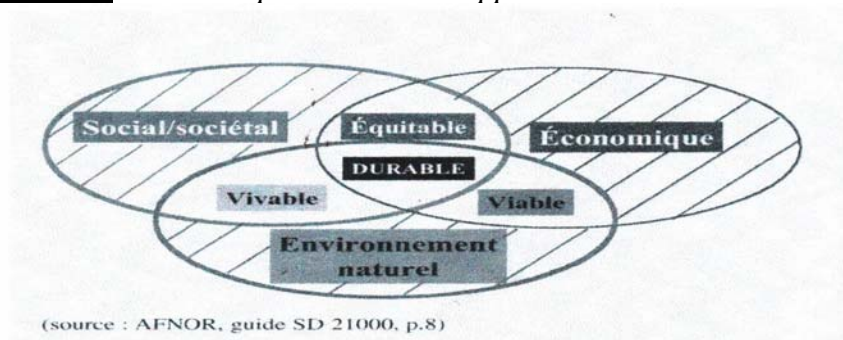 Social/sociétal
Équitable
Économique
DURABLE
Vivable
Viable
Environnement
naturel
(source : AFNOR, guide SD 21000, p.8)